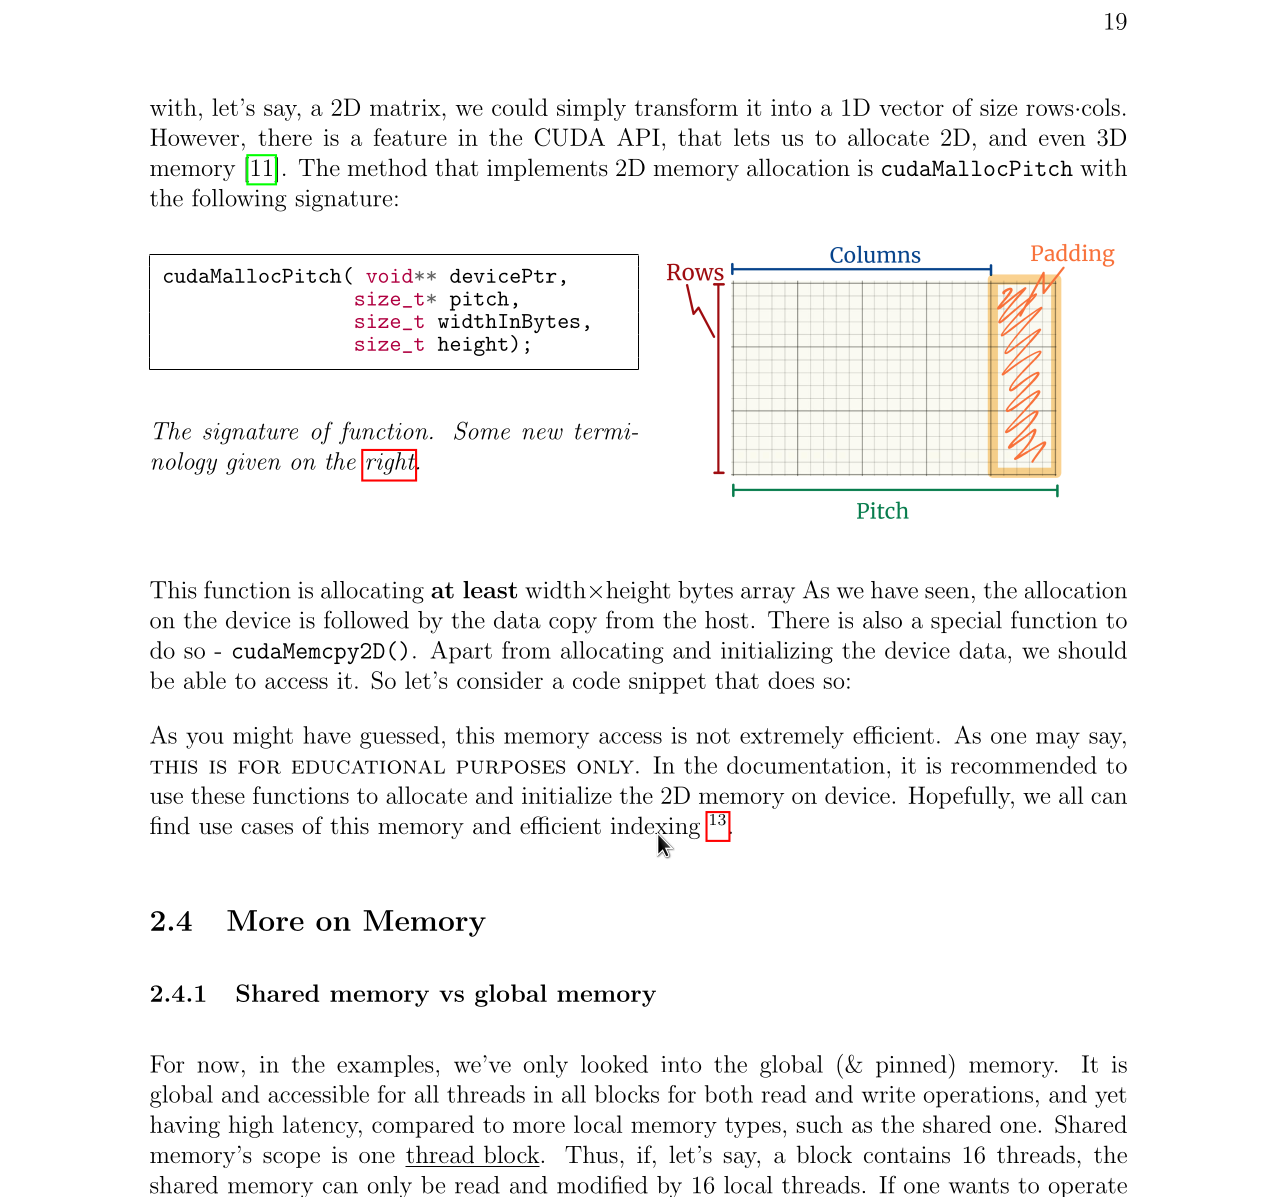 19
with, let's say, a 2D matrix, we could simply transform it into a 1D vector of size rows·cols.
However, there is a feature in the CUDA API, that lets us to allocate 2D, and even 3D
memory [11]. The method that implements 2D memory allocation is cudaMallocPitch with
the following signature:
cudaMallocPitch( void** devicePtr,
size_t* pitch,
size_t widthInBytes,
size_t height);
The signature of function. Some new termi-
nology given on the right.
Columns
Padding
Rows
Pitch
This function is allocating at least width×height bytes array As we have seen, the allocation
on the device is followed by the data copy from the host. There is also a special function to
do so - cudaMemcpy2D(). Apart from allocating and initializing the device data, we should
be able to access it. So let's consider a code snippet that does so:
As you might have guessed, this memory access is not extremely efficient. As one may say,
THIS IS FOR EDUCATIONAL PURPOSES ONLY. In the documentation, it is recommended to
use these functions to allocate and initialize the 2D memory on device. Hopefully, we all can
find use cases of this memory and efficient indexing 13.
2.4 More on Memory
2.4.1 Shared memory vs global memory
For now, in the examples, we've only looked into the global (& pinned) memory. It is
global and accessible for all threads in all blocks for both read and write operations, and yet
having high latency, compared to more local memory types, such as the shared one. Shared
memory's scope is one thread block. Thus, if, let's say, a block contains 16 threads, the
shared memory can only be read and modified by 16 local threads. If one wants to operate